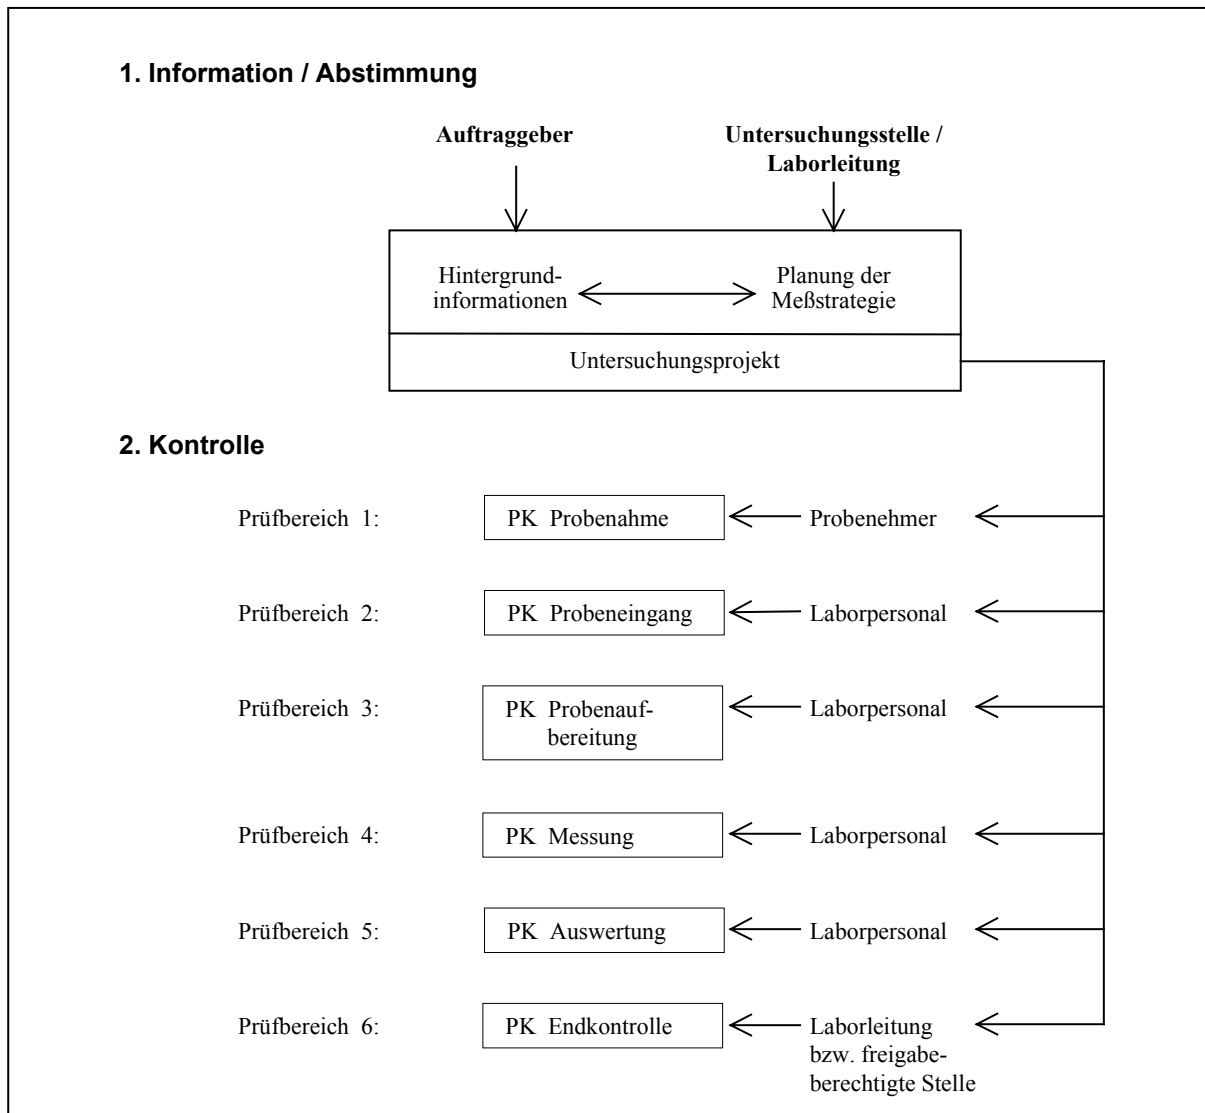 1. Information / Abstimmung
Auftraggeber
Untersuchungsstelle /
Laborleitung
Hintergrund-
informationen
Planung der
Meßstrategie
Untersuchungsprojekt
2. Kontrolle
Prüfbereich 1: PK Probenahme Probenehmer
Prüfbereich 2: PK Probeneingang Laborpersonal
Prüfbereich 3: PK Probenauf- Laborpersonal
bereitung
Prüfbereich 4: PK Messung Laborpersonal
Prüfbereich 5: PK Auswertung Laborpersonal
Prüfbereich 6: PK Endkontrolle Laborleitung
bzw. freigabe-
berechtigte Stelle